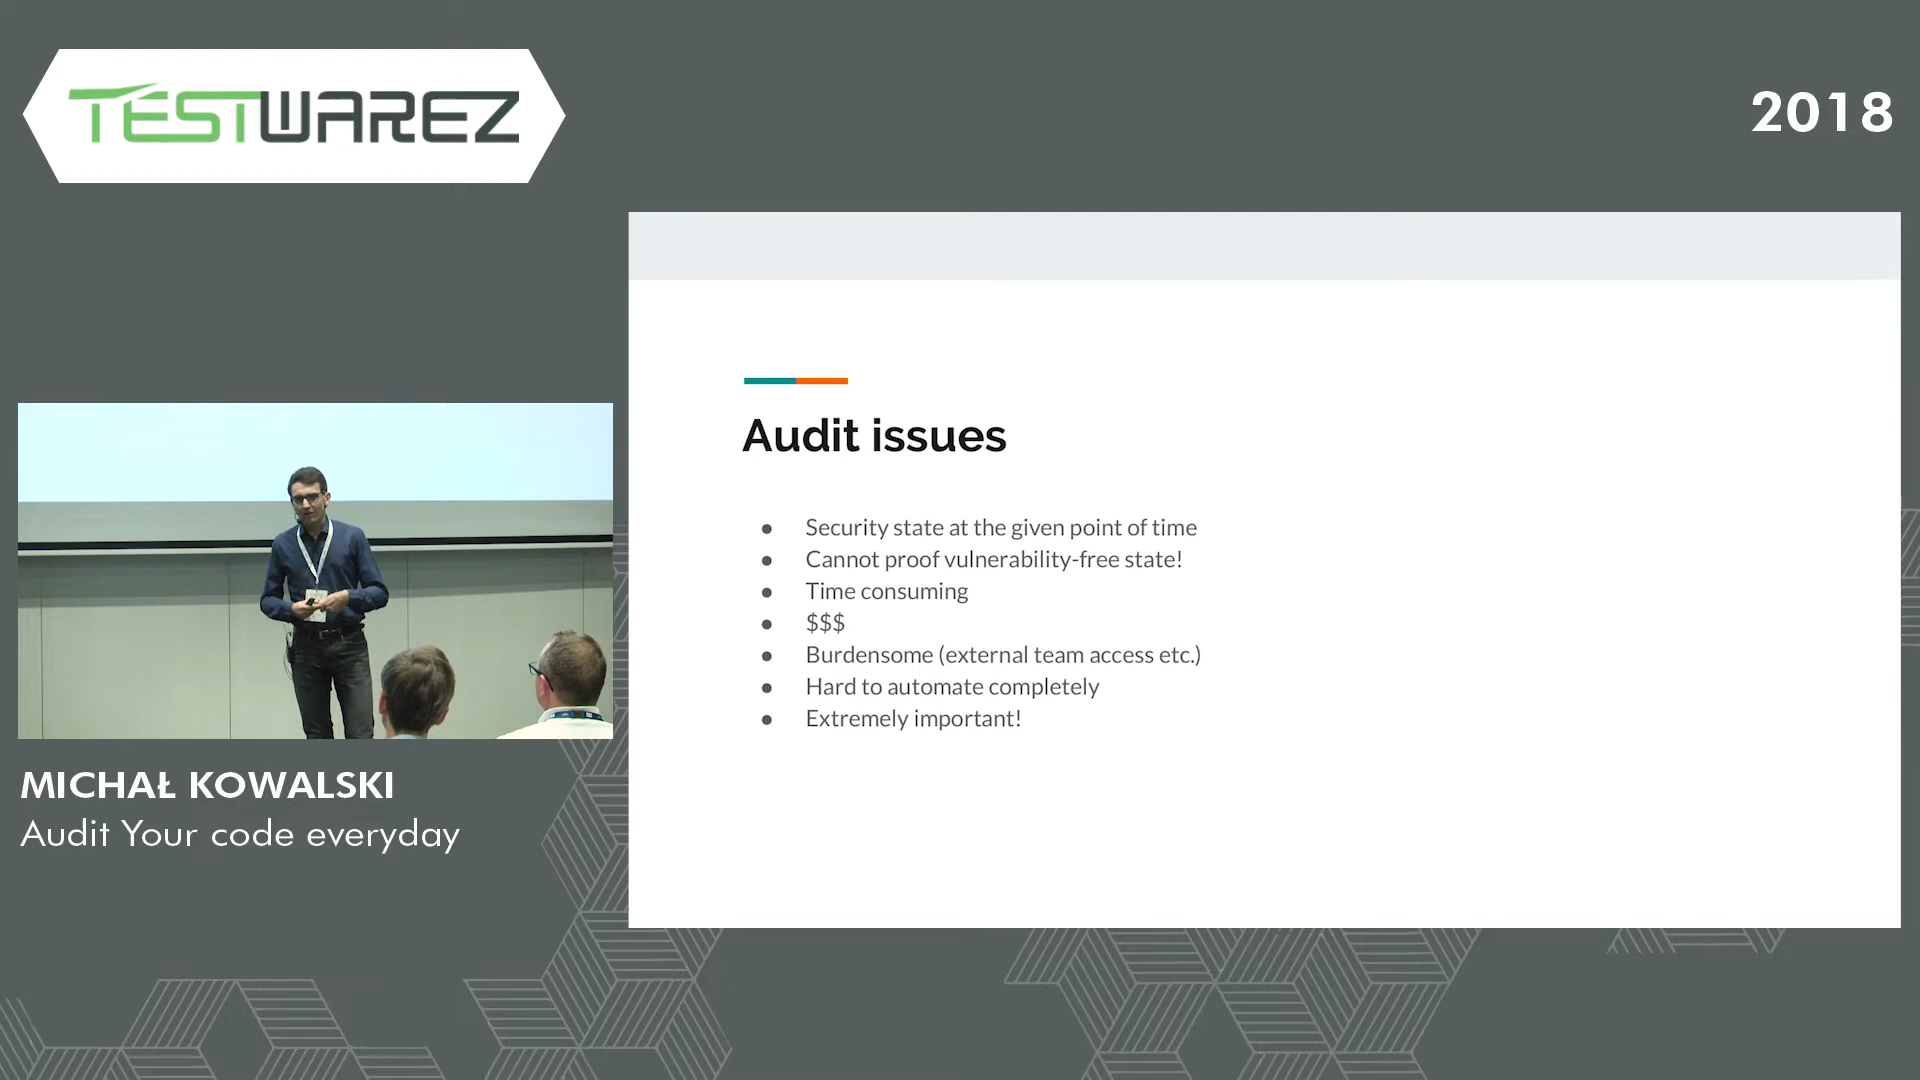 TESTWAREZ
2018
Audit issues
● Security state at the given point of time
● Cannot proof vulnerability-free state!
● Time consuming
● $$$
● Burdensome (external team access etc.)
● Hard to automate completely
● Extremely important!
MICHAŁ KOWALSKI
Audit Your code everyday